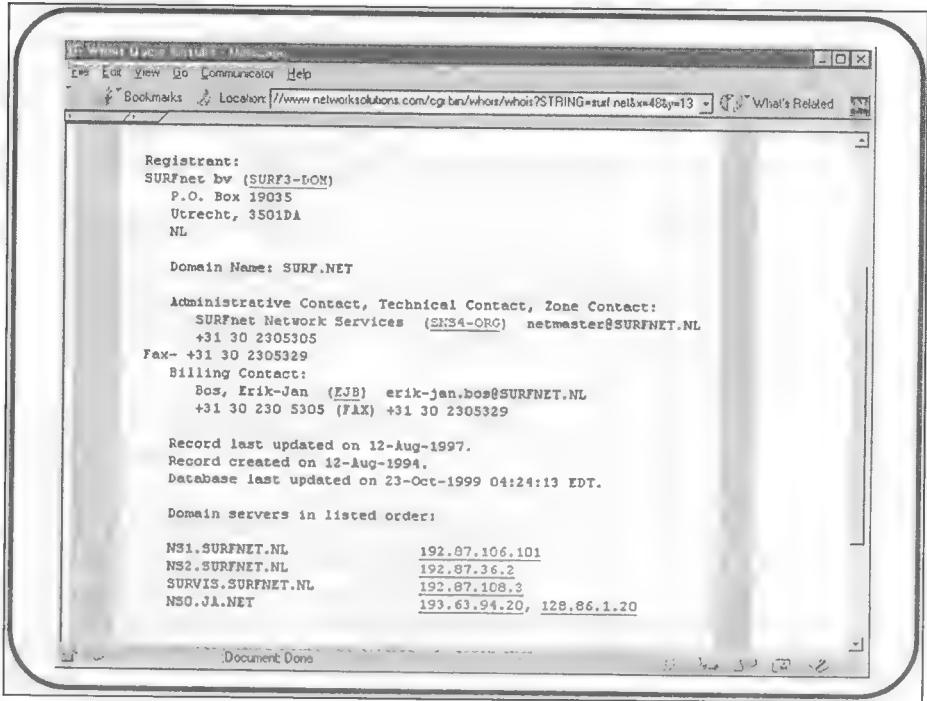 File Edit View Go Communicator Help
Bookmarks Location: //www.networksolutions.com/cgi-bin/whois/whois?STRING=surf.net&x=48&y=13 What's Related
Registrant:
SURFnet bv (SURF3-DOM)
P.O. Box 19035
Utrecht, 3501DA
NL
Domain Name: SURF.NET
Administrative Contact, Technical Contact, Zone Contact:
SURFnet Network Services (SNS4-ORG) netmaster@SURFNET.NL
+31 30 2305305
Fax- +31 30 2305329
Billing Contact:
Bos, Erik-Jan (EJB) erik-jan.bos@SURFNET.NL
+31 30 230 5305 (FAX) +31 30 2305329
Record last updated on 12-Aug-1997.
Record created on 12-Aug-1994.
Database last updated on 23-Oct-1999 04:24:13 EDT.
Domain servers in listed order:
NS1.SURFNET.NL 192.87.106.101
NS2.SURFNET.NL 192.87.36.2
SURVIS.SURFNET.NL 192.87.108.3
NS0.JA.NET 193.63.94.20, 128.86.1.20
Document: Done